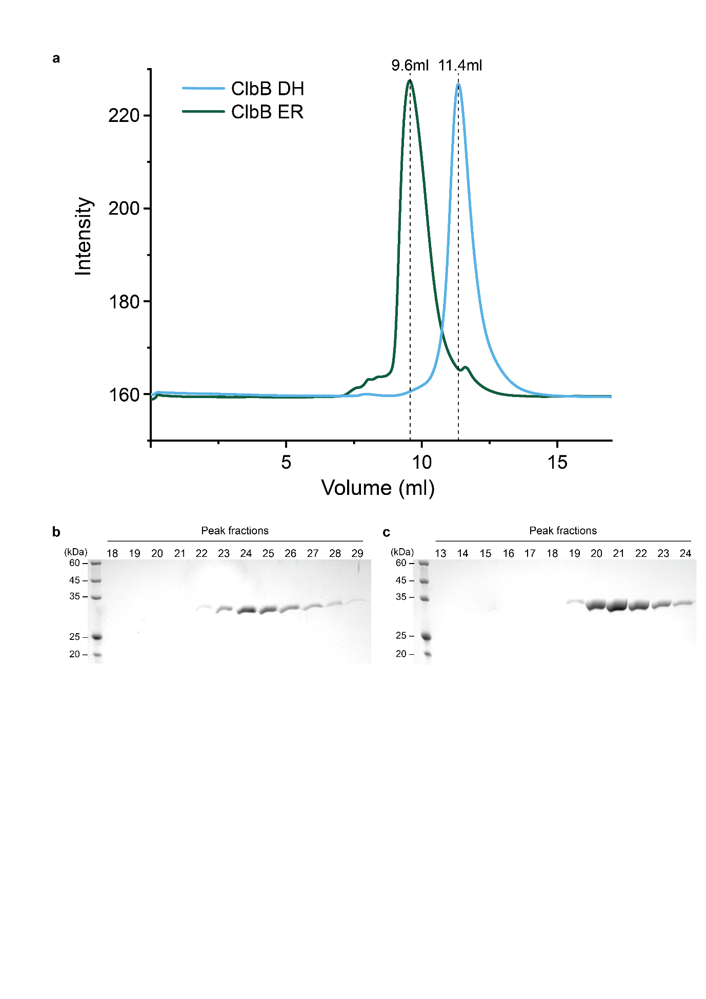 a
9.6ml 11.4ml
ClbB DH
ClbB ER
220
200
180
160
Intensity
5 10 15
Volume (ml)
b Peak fractions
(kDa) 18 19 20 21 22 23 24 25 26 27 28 29
60
45
35
25
20
c Peak fractions
(kDa) 13 14 15 16 17 18 19 20 21 22 23 24
60
45
35
25
20